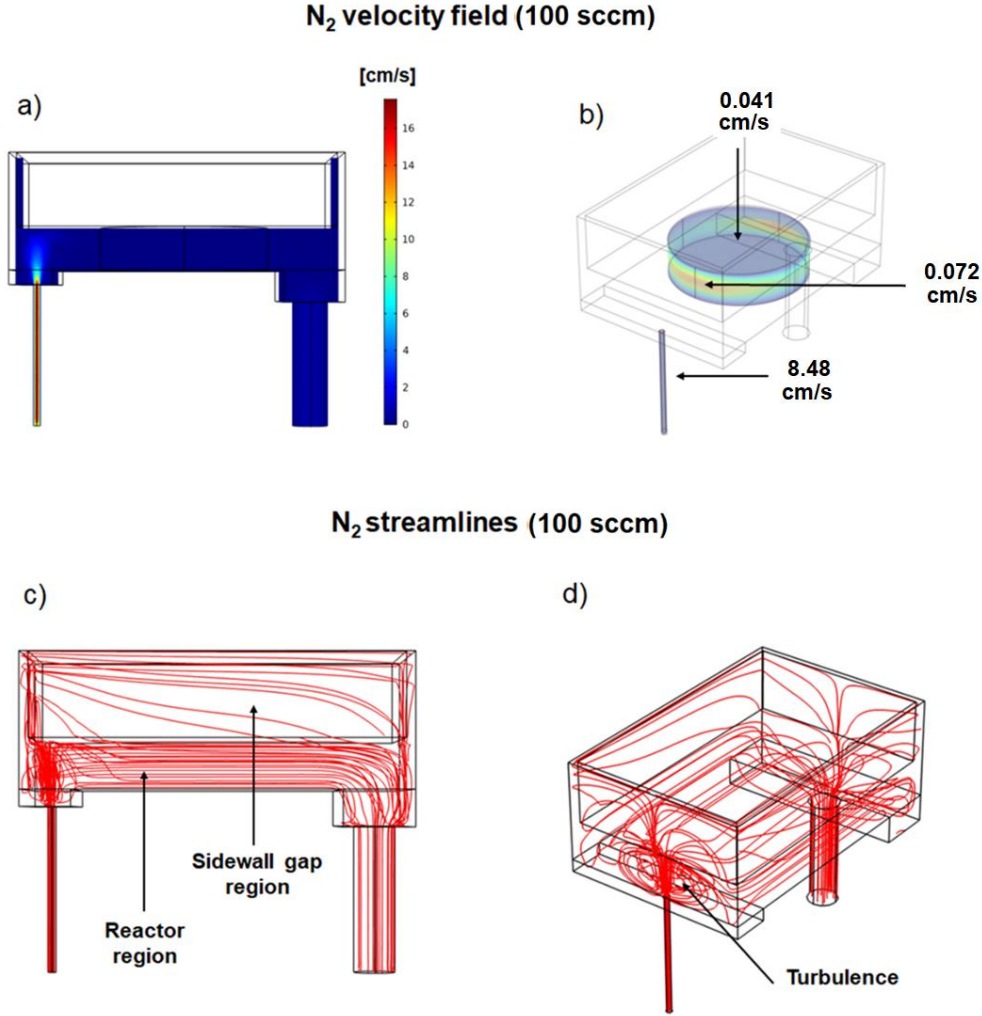 N₂ velocity field (100 sccm)
[cm/s]
a)
16
14
12
10
8
6
4
2
0
b)
0.041
cm/s
0.072
cm/s
8.48
cm/s
N₂ streamlines (100 sccm)
c)
Sidewall gap
region
Reactor
region
d)
Turbulence